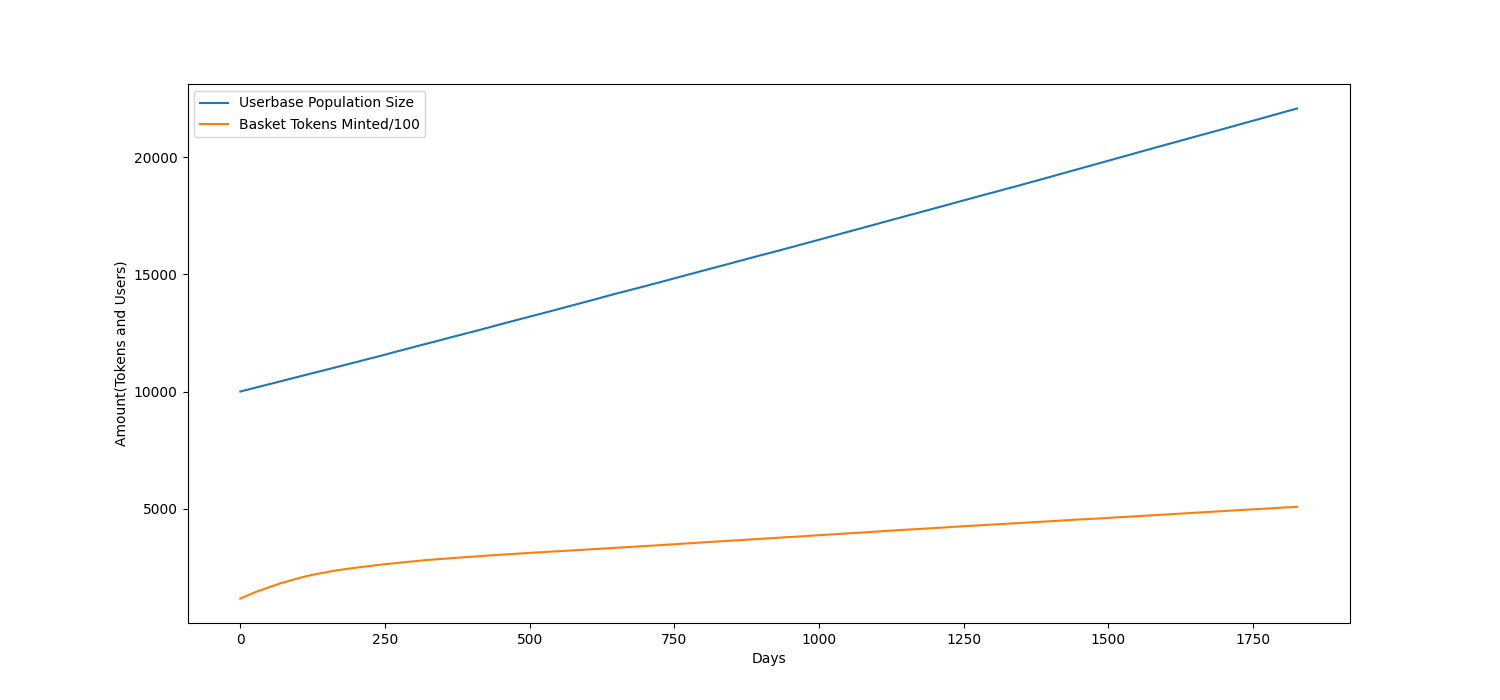 Userbase Population Size
Basket Tokens Minted/100
Amount(Tokens and Users)
20000
15000
10000
5000
0 250 500 750 1000 1250 1500 1750
Days